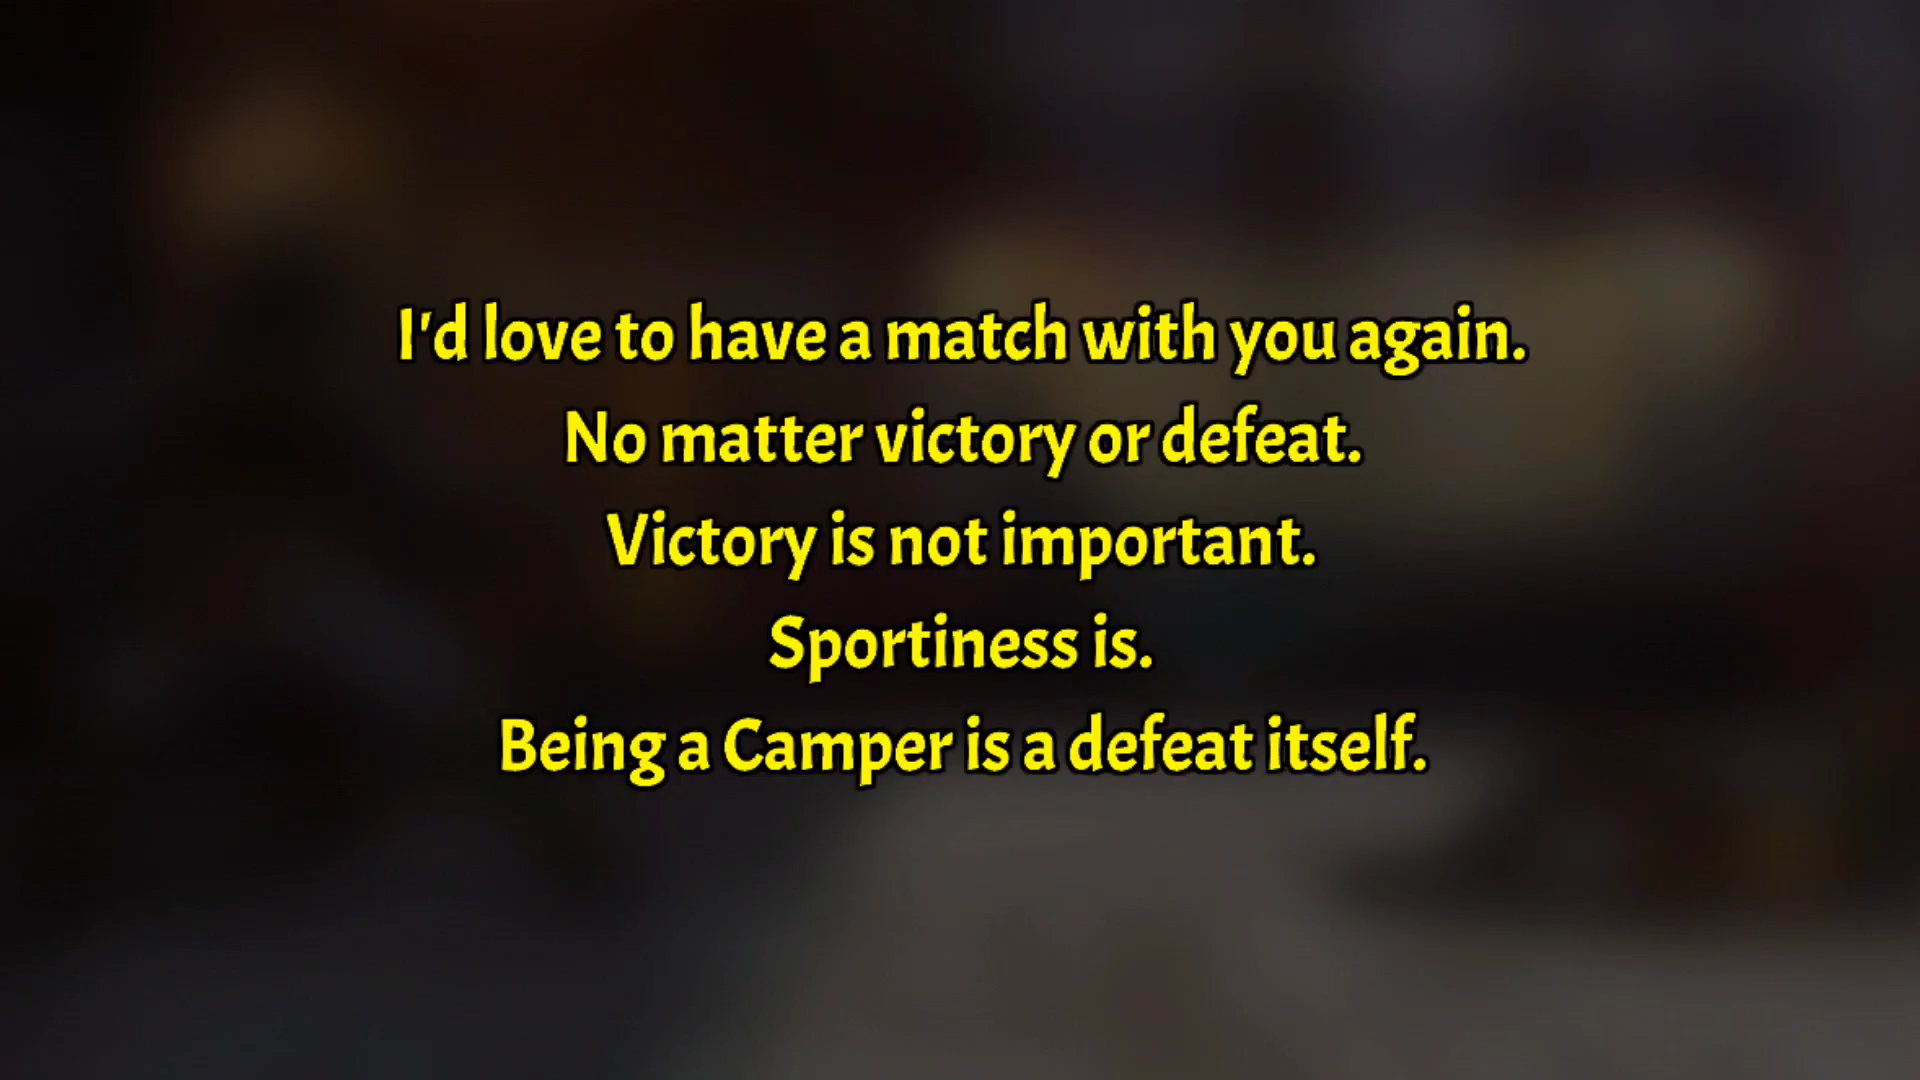 I'd love to have a match with you again.
No matter victory or defeat.
Victory is not important.
Sportiness is.
Being a Camper is a defeat itself.